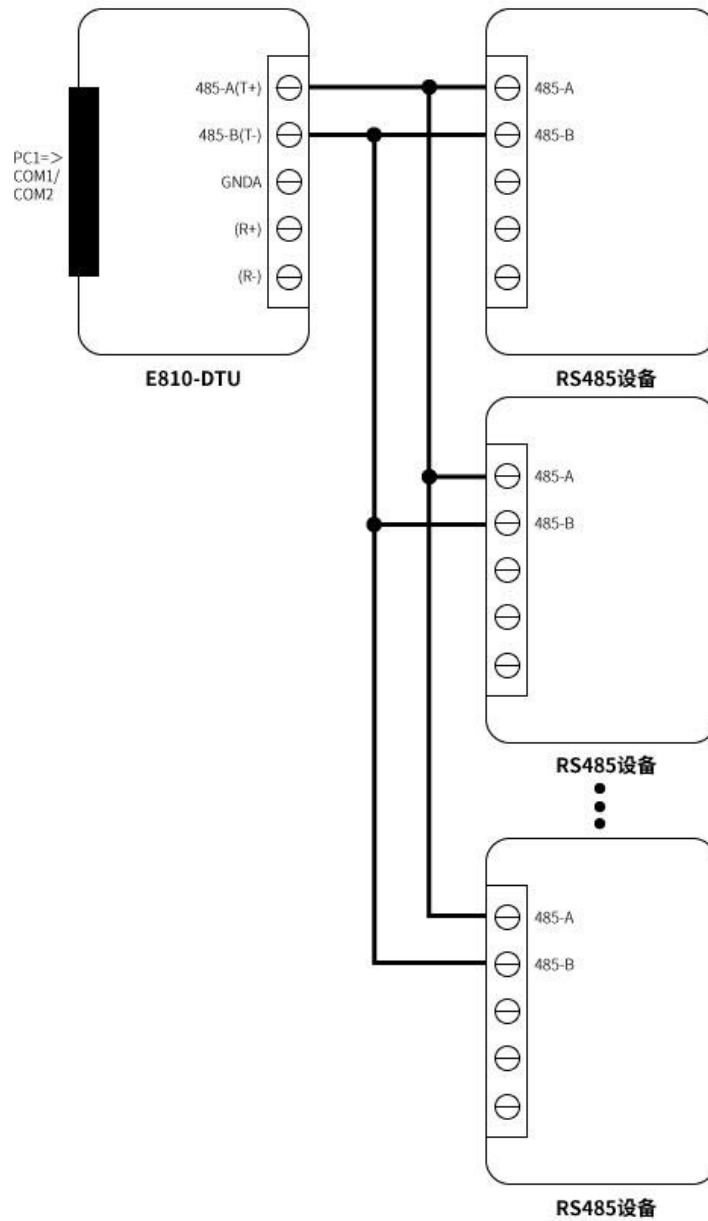 PC1=>
COM1/
COM2
485-A(T+)
485-B(T-)
GNDA
(R+)
(R-)
E810-DTU
485-A
485-B
RS485设备
485-A
485-B
RS485设备
485-A
485-B
RS485设备